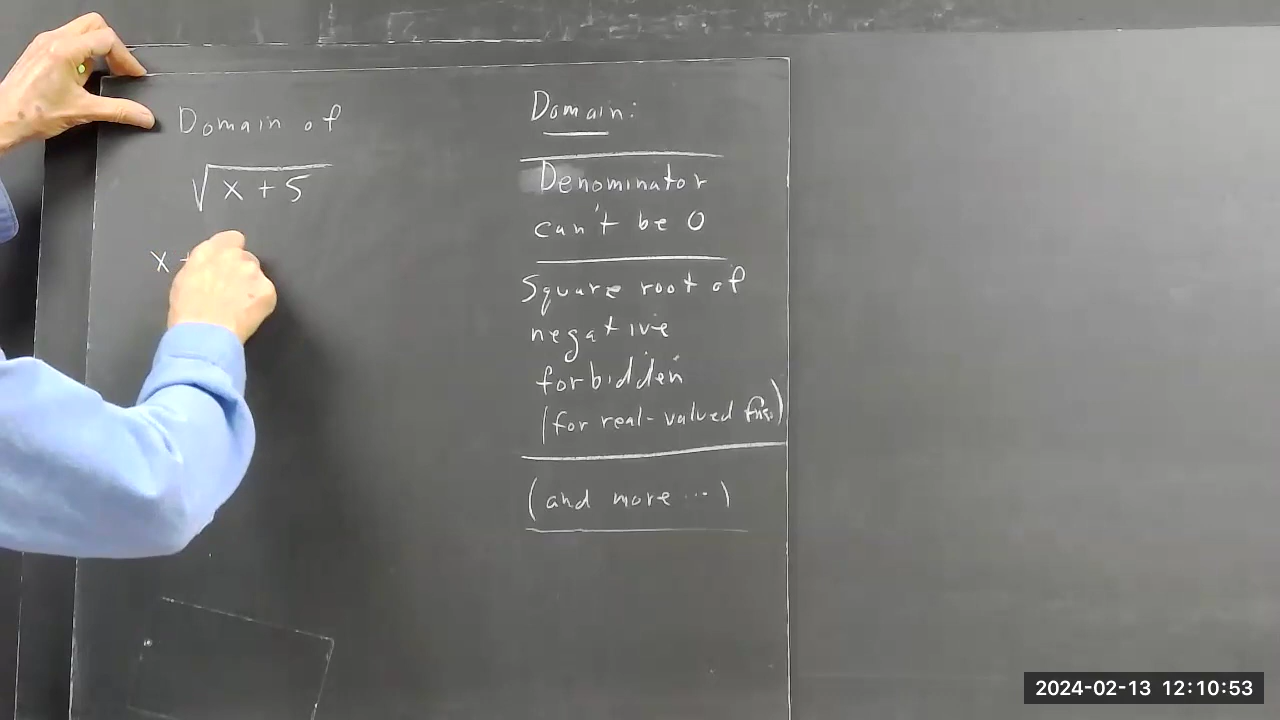 Domain of
√x + 5
x +
Domain:
Denominator
can't be 0
Square root of
negative
forbidden
(for real-valued fns)
(and more ... )
2024-02-13 12:10:53